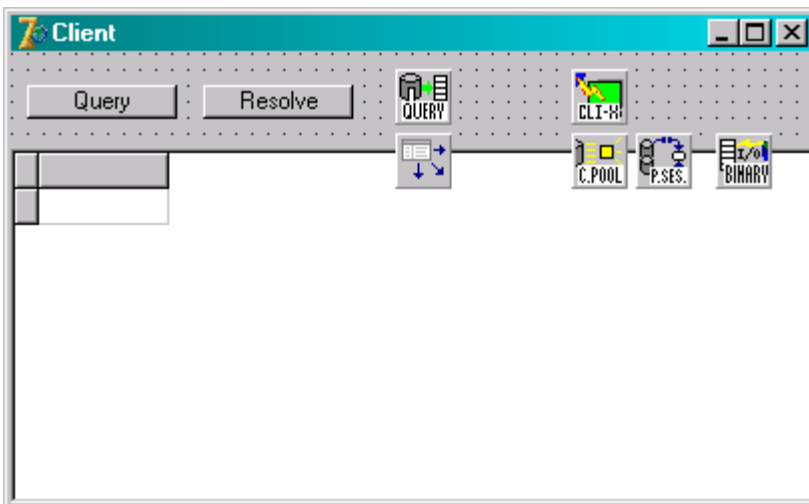 Client
Query
Resolve
QUERY
CLI-X
C.POOL
P.SES.
I/O
BINARY